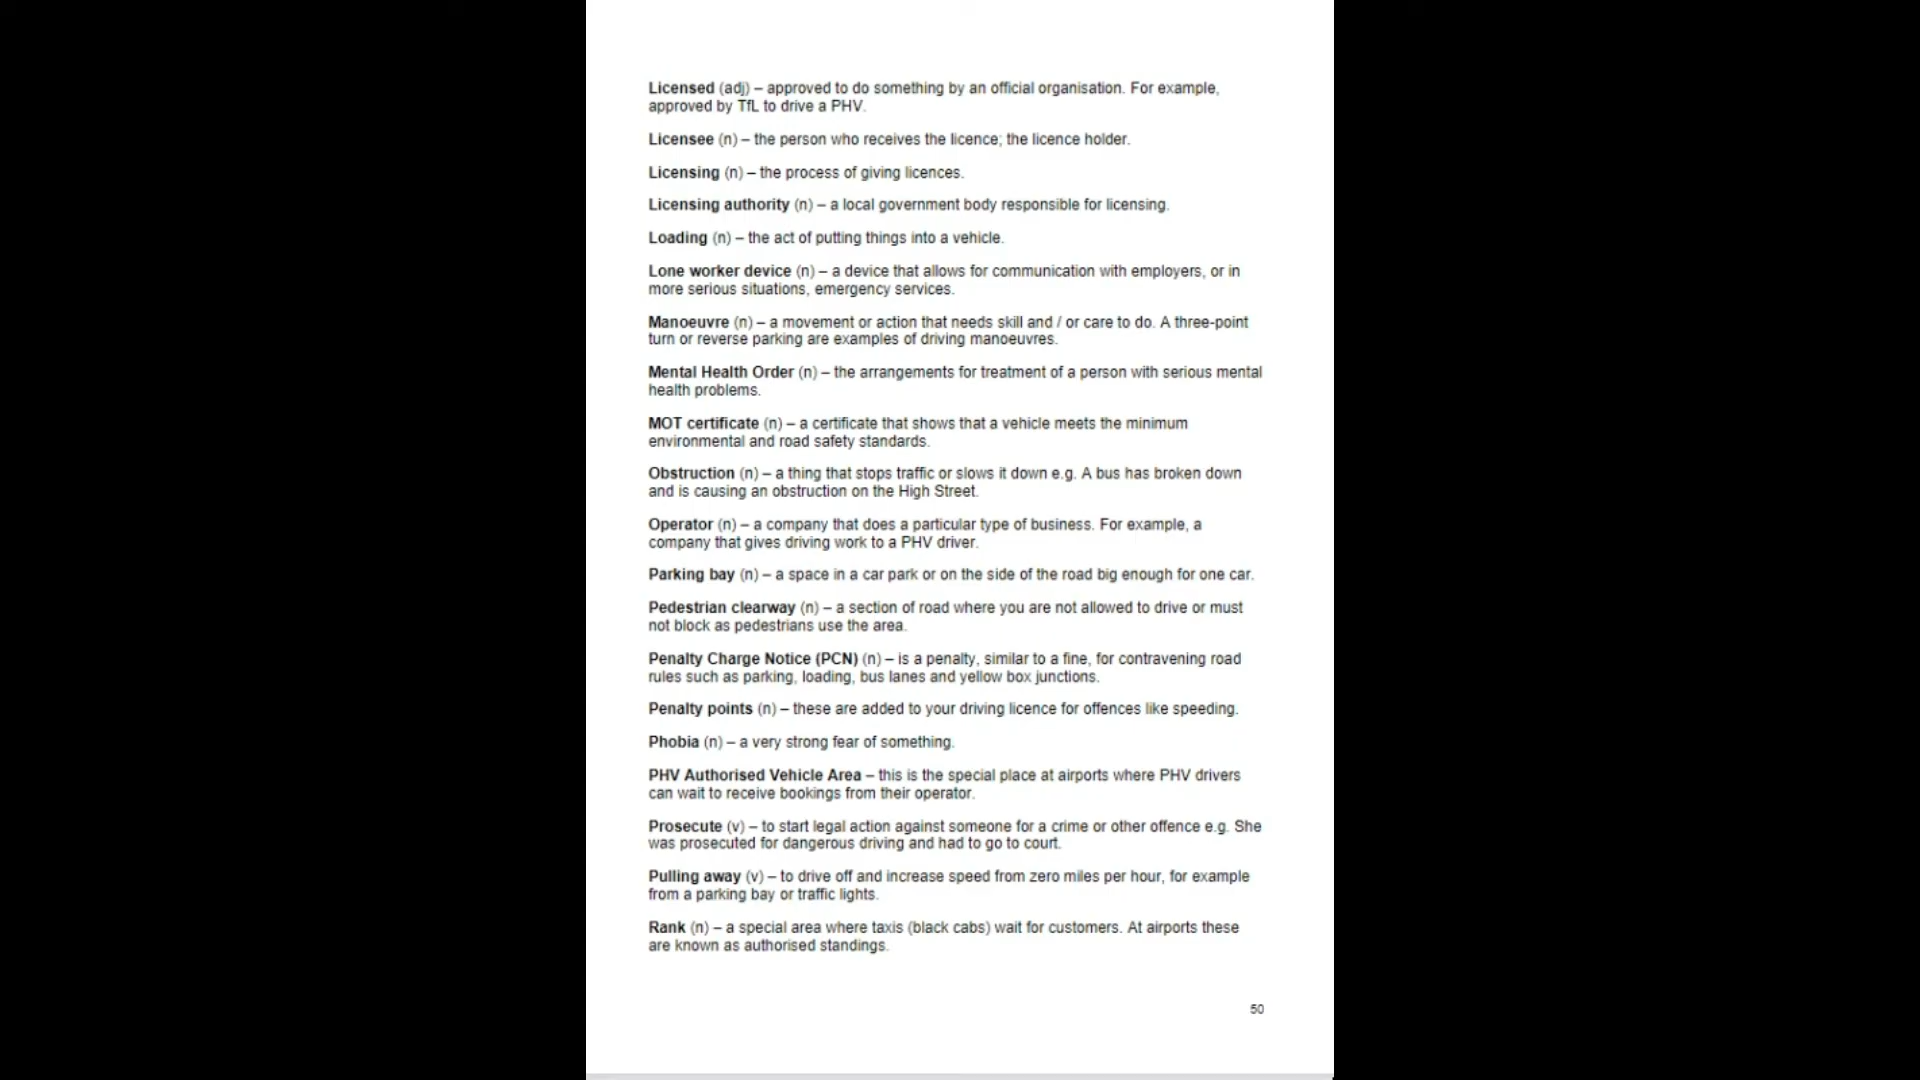 Licensed (adj) – approved to do something by an official organisation. For example,
approved by TfL to drive a PHV.
Licensee (n) – the person who receives the licence; the licence holder.
Licensing (n) – the process of giving licences.
Licensing authority (n) – a local government body responsible for licensing.
Loading (n) – the act of putting things into a vehicle.
Lone worker device (n) – a device that allows for communication with employers, or in
more serious situations, emergency services.
Manoeuvre (n) – a movement or action that needs skill and / or care to do. A three-point
turn or reverse parking are examples of driving manoeuvres.
Mental Health Order (n) – the arrangements for treatment of a person with serious mental
health problems.
MOT certificate (n) – a certificate that shows that a vehicle meets the minimum
environmental and road safety standards.
Obstruction (n) – a thing that stops traffic or slows it down e.g. A bus has broken down
and is causing an obstruction on the High Street.
Operator (n) – a company that does a particular type of business. For example, a
company that gives driving work to a PHV driver.
Parking bay (n) – a space in a car park or on the side of the road big enough for one car.
Pedestrian clearway (n) – a section of road where you are not allowed to drive or must
not block as pedestrians use the area.
Penalty Charge Notice (PCN) (n) – is a penalty, similar to a fine, for contravening road
rules such as parking, loading, bus lanes and yellow box junctions.
Penalty points (n) – these are added to your driving licence for offences like speeding.
Phobia (n) – a very strong fear of something.
PHV Authorised Vehicle Area – this is the special place at airports where PHV drivers
can wait to receive bookings from their operator.
Prosecute (v) – to start legal action against someone for a crime or other offence e.g. She
was prosecuted for dangerous driving and had to go to court.
Pulling away (v) – to drive off and increase speed from zero miles per hour, for example
from a parking bay or traffic lights.
Rank (n) – a special area where taxis (black cabs) wait for customers. At airports these
are known as authorised standings.
50